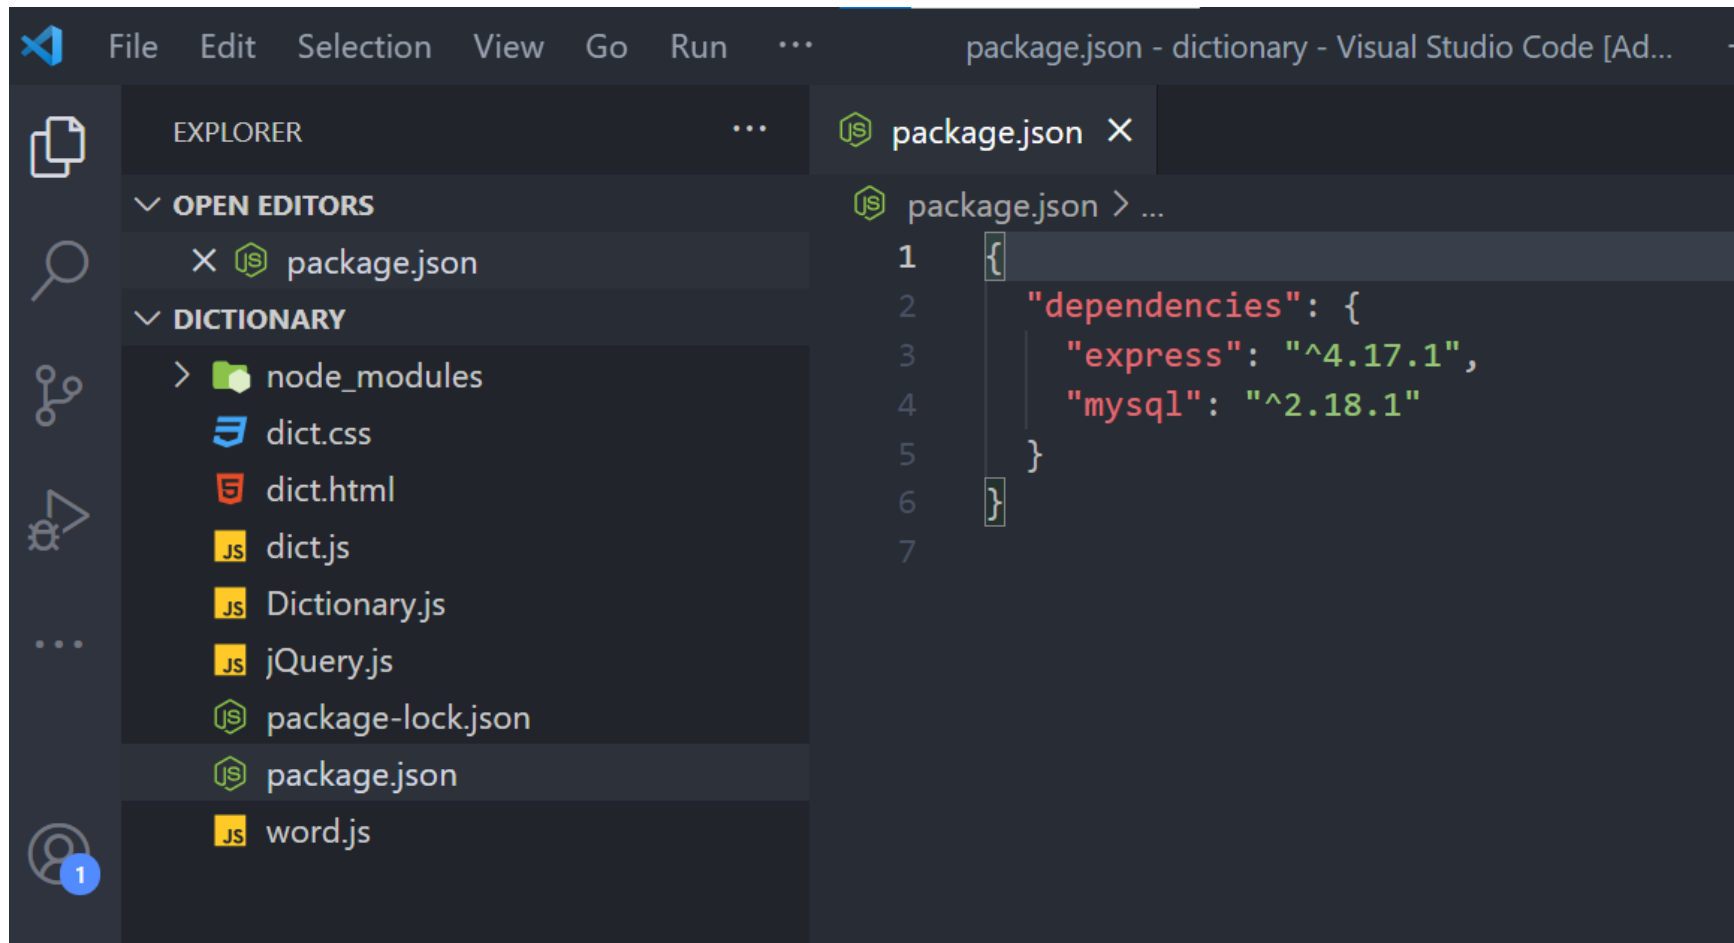 File Edit Selection View Go Run ··· package.json - dictionary - Visual Studio Code [Ad...
EXPLORER ···
OPEN EDITORS
package.json
DICTIONARY
node_modules
dict.css
dict.html
dict.js
Dictionary.js
jQuery.js
package-lock.json
package.json
word.js
1
package.json
package.json > ...
1 {
2 "dependencies": {
3 "express": "^4.17.1",
4 "mysql": "^2.18.1"
5 }
6 }
7